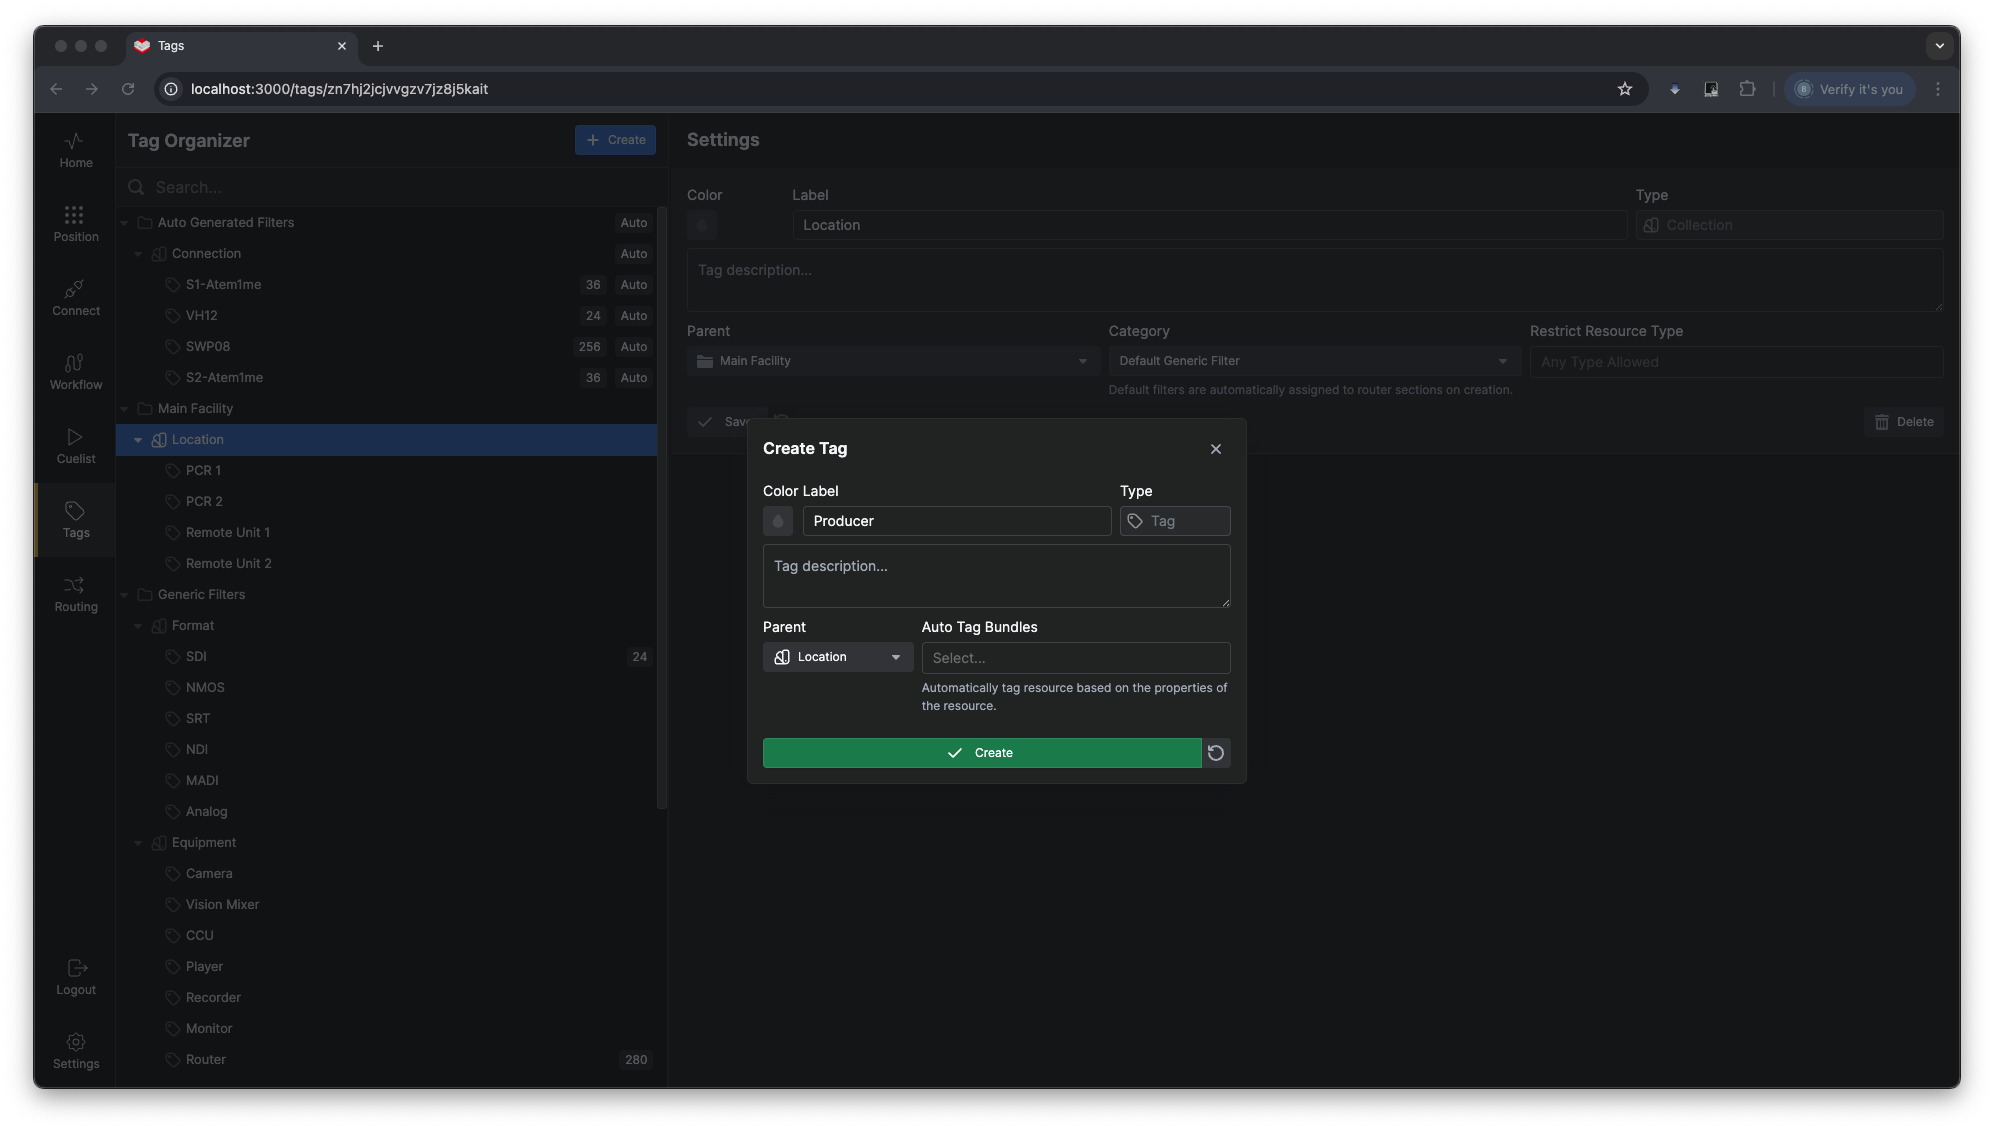 Tags
localhost:3000/tags/zn7hj2jcjvvgzv7jz8j5kait
B Verify it's you
Home
Position
Connect
Workflow
Cuelist
Tags
Routing
Logout
Settings
Tag Organizer
Create
Search...
Auto Generated Filters Auto
Connection Auto
S1-Atem1me 36 Auto
VH12 24 Auto
SWP08 256 Auto
S2-Atem1me 36 Auto
Main Facility
Location
PCR 1
PCR 2
Remote Unit 1
Remote Unit 2
Generic Filters
Format
SDI 24
NMOS
SRT
NDI
MADI
Analog
Equipment
Camera
Vision Mixer
CCU
Player
Recorder
Monitor
Router 280
Settings
Color Label Type
Location Collection
Tag description...
Parent Category Restrict Resource Type
Main Facility Default Generic Filter Any Type Allowed
Default filters are automatically assigned to router sections on creation.
Save Delete
Create Tag
Color Label Type
Producer Tag
Tag description...
Parent Auto Tag Bundles
Location Select...
Automatically tag resource based on the properties of
the resource.
Create